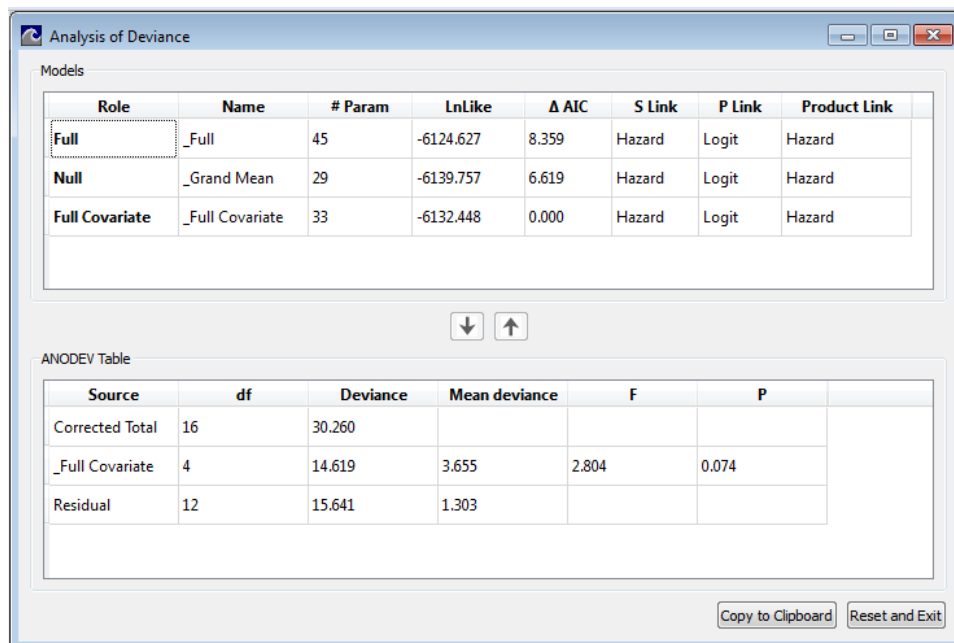 Analysis of Deviance
Models
Role Name # Param LnLike Δ AIC S Link P Link Product Link
Full _Full 45 -6124.627 8.359 Hazard Logit Hazard
Null _Grand Mean 29 -6139.757 6.619 Hazard Logit Hazard
Full Covariate _Full Covariate 33 -6132.448 0.000 Hazard Logit Hazard
ANODEV Table
Source df Deviance Mean deviance F P
Corrected Total 16 30.260
_Full Covariate 4 14.619 3.655 2.804 0.074
Residual 12 15.641 1.303
Copy to Clipboard Reset and Exit